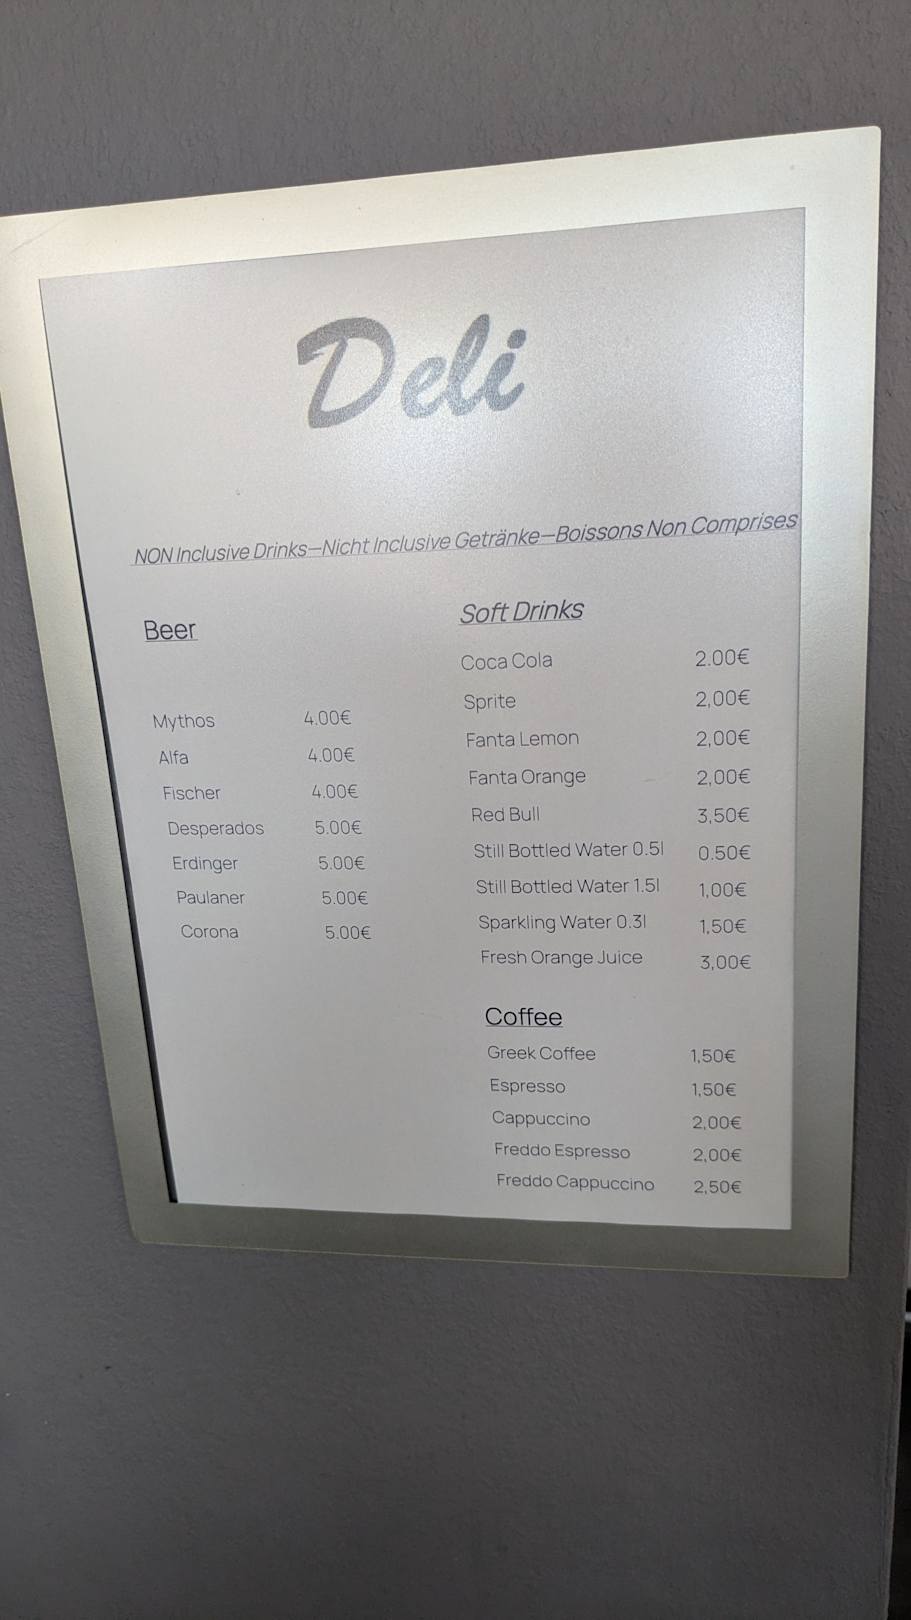 Deli
NON Inclusive Drinks–Nicht Inclusive Getränke–Boissons Non Comprises
Beer
Mythos 4.00€
Alfa 4.00€
Fischer 4.00€
Desperados 5.00€
Erdinger 5.00€
Paulaner 5.00€
Corona 5.00€
Soft Drinks
Coca Cola 2.00€
Sprite 2,00€
Fanta Lemon 2,00€
Fanta Orange 2,00€
Red Bull 3,50€
Still Bottled Water 0.5l 0.50€
Still Bottled Water 1.5l 1,00€
Sparkling Water 0.3l 1,50€
Fresh Orange Juice 3,00€
Coffee
Greek Coffee 1,50€
Espresso 1,50€
Cappuccino 2,00€
Freddo Espresso 2,00€
Freddo Cappuccino 2,50€